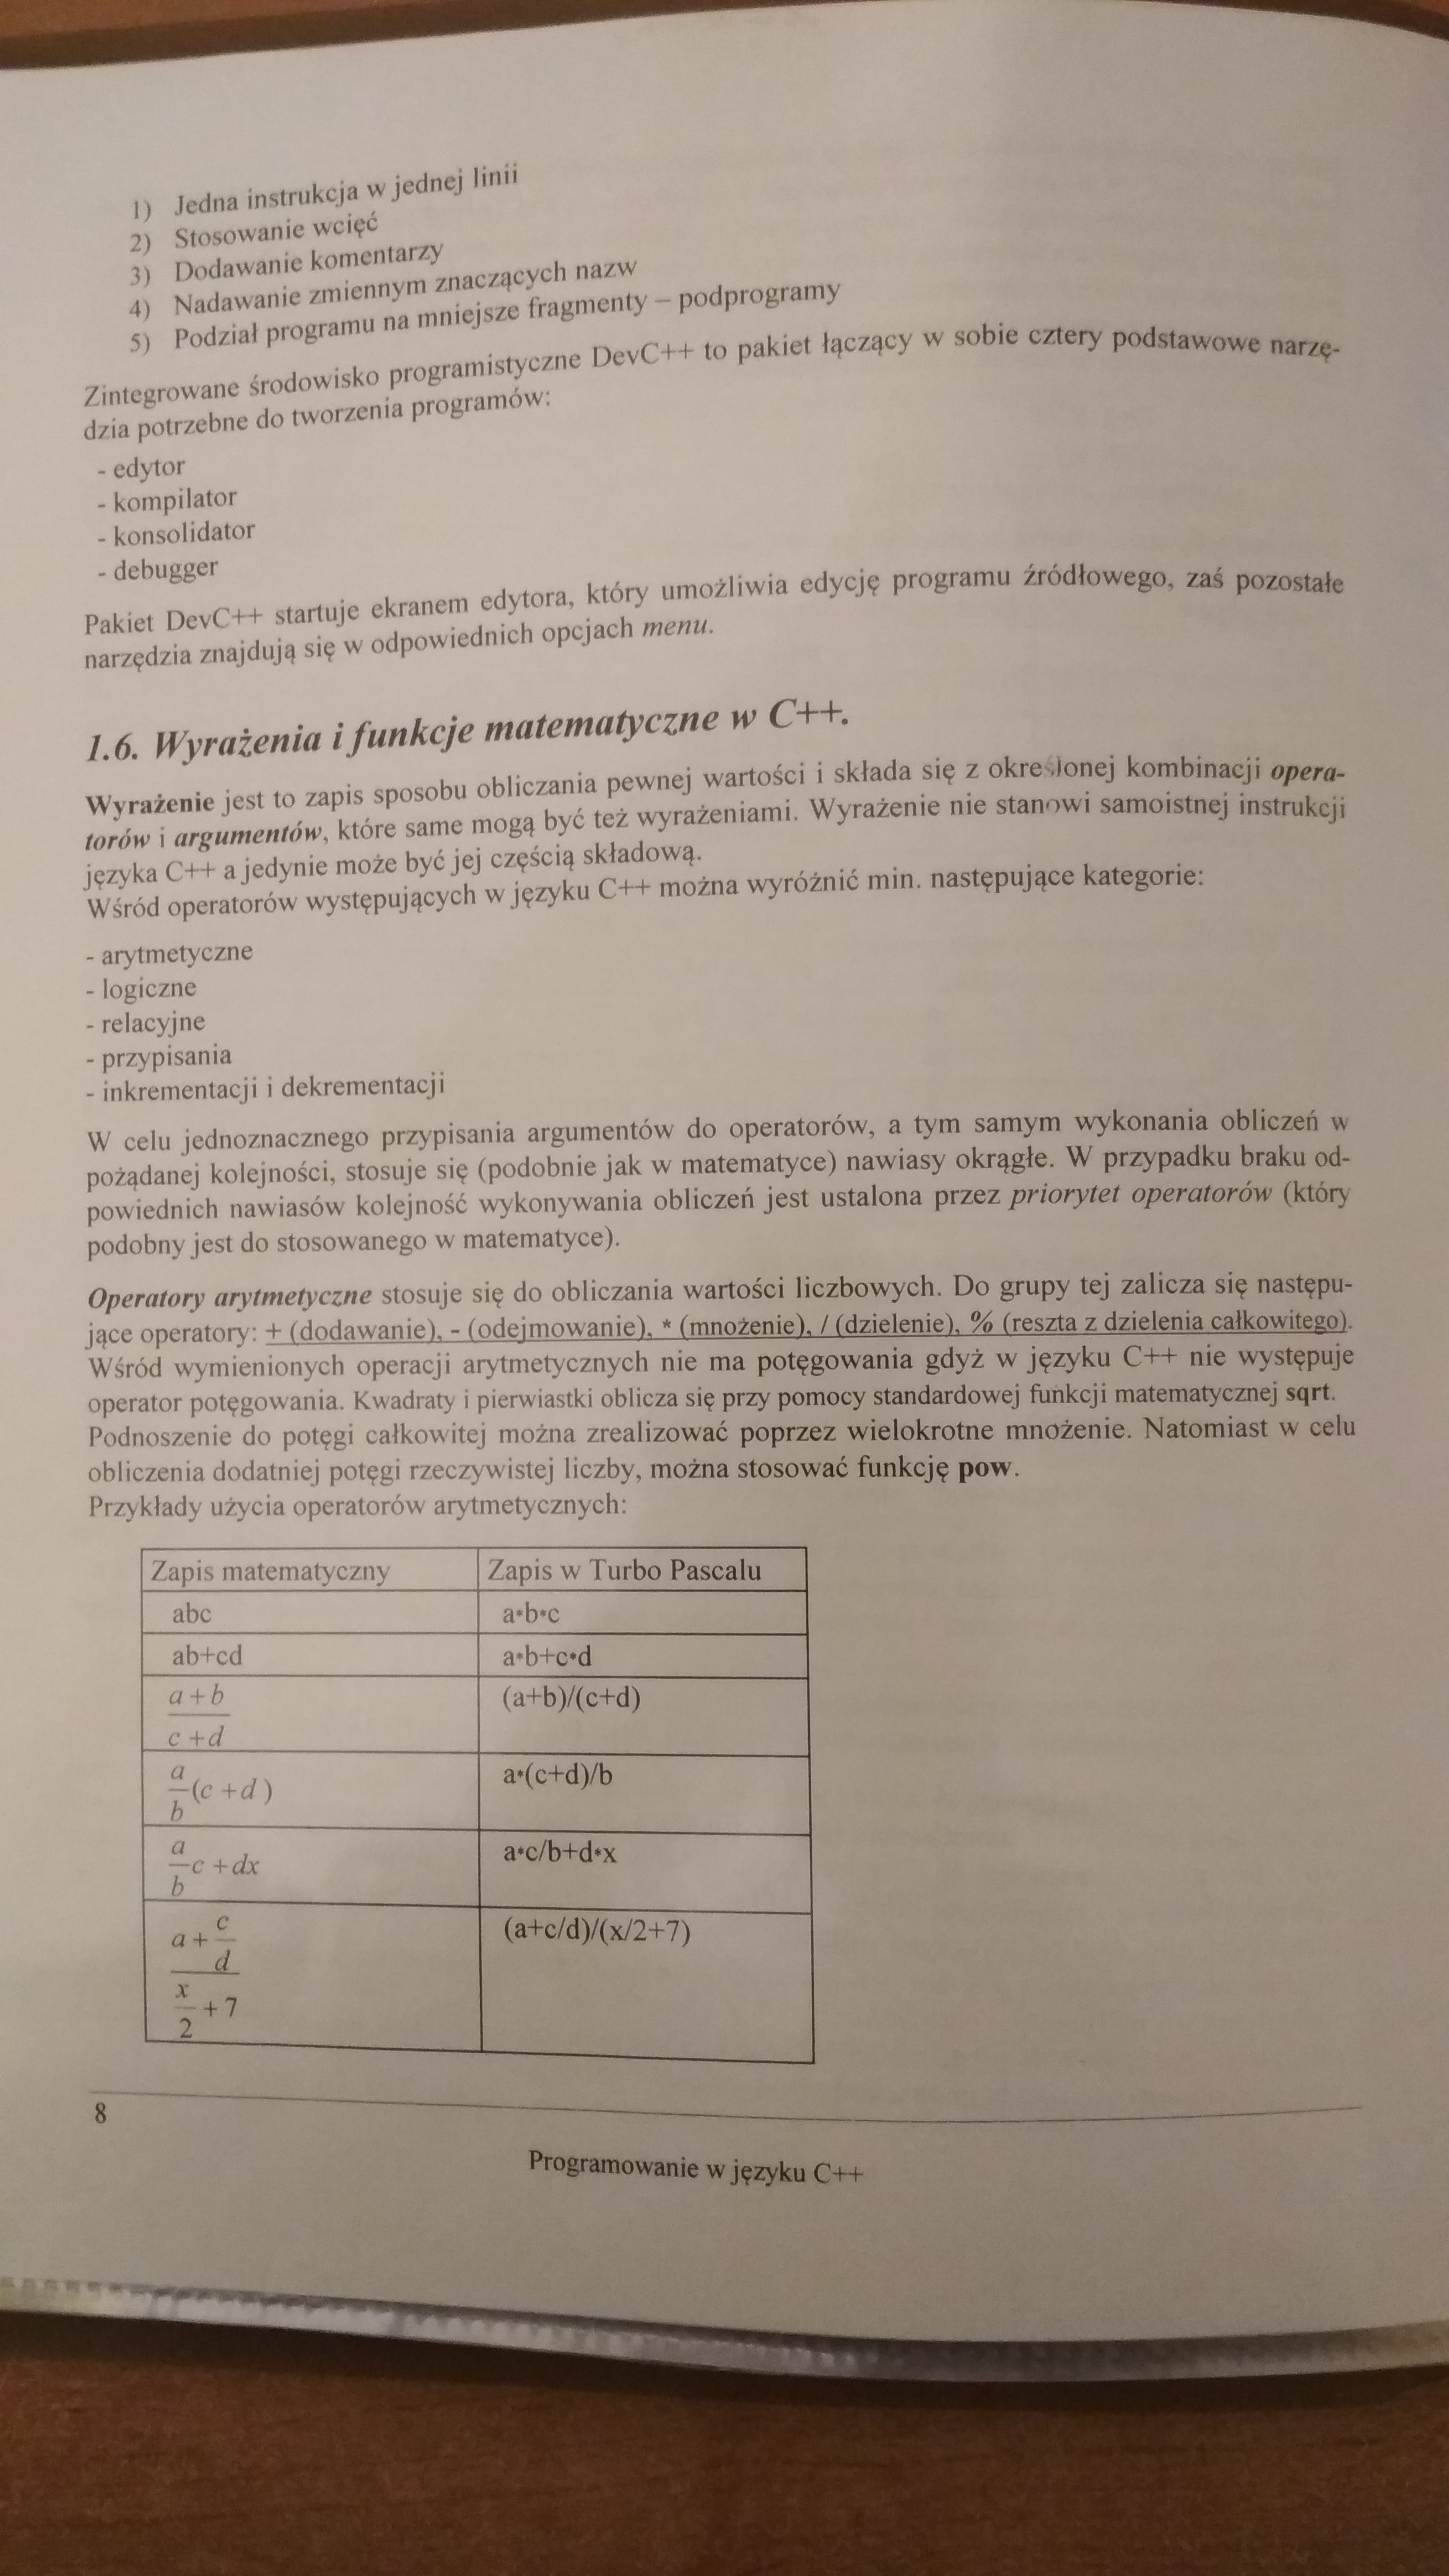 1) Jedna instrukcja w jednej linii
2) Stosowanie wcięć
3) Dodawanie komentarzy
4) Nadawanie zmiennym znaczących nazw
5) Podział programu na mniejsze fragmenty – podprogramy
Zintegrowane środowisko programistyczne DevC++ to pakiet łączący w sobie cztery podstawowe narzę-
dzia potrzebne do tworzenia programów:
- edytor
- kompilator
- konsolidator
- debugger
Pakiet DevC++ startuje ekranem edytora, który umożliwia edycję programu źródłowego, zaś pozostałe
narzędzia znajdują się w odpowiednich opcjach menu.
1.6. Wyrażenia i funkcje matematyczne w C++.
Wyrażenie jest to zapis sposobu obliczania pewnej wartości i składa się z określonej kombinacji opera-
torów i argumentów, które same mogą być też wyrażeniami. Wyrażenie nie stanowi samoistnej instrukcji
języka C++ a jedynie może być jej częścią składową.
Wśród operatorów występujących w języku C++ można wyróżnić min. następujące kategorie:
- arytmetyczne
- logiczne
- relacyjne
- przypisania
- inkrementacji i dekrementacji
W celu jednoznacznego przypisania argumentów do operatorów, a tym samym wykonania obliczeń w
pożądanej kolejności, stosuje się (podobnie jak w matematyce) nawiasy okrągłe. W przypadku braku od-
powiednich nawiasów kolejność wykonywania obliczeń jest ustalona przez priorytet operatorów (który
podobny jest do stosowanego w matematyce).
Operatory arytmetyczne stosuje się do obliczania wartości liczbowych. Do grupy tej zalicza się następu-
jące operatory: + (dodawanie), - (odejmowanie), * (mnożenie), / (dzielenie), % (reszta z dzielenia całkowitego).
Wśród wymienionych operacji arytmetycznych nie ma potęgowania gdyż w języku C++ nie występuje
operator potęgowania. Kwadraty i pierwiastki oblicza się przy pomocy standardowej funkcji matematycznej sqrt.
Podnoszenie do potęgi całkowitej można zrealizować poprzez wielokrotne mnożenie. Natomiast w celu
obliczenia dodatniej potęgi rzeczywistej liczby, można stosować funkcję pow.
Przykłady użycia operatorów arytmetycznych:
Zapis matematyczny Zapis w Turbo Pascalu
abc a*b*c
ab+cd a*b+c*d
a + b (a+b)/(c+d)
c + d
a
(c + d) a*(c+d)/b
b
a
c + dx a*c/b+d*x
b
c
a + (a+c/d)/(x/2+7)
d
x
+ 7
2
8
Programowanie w języku C++